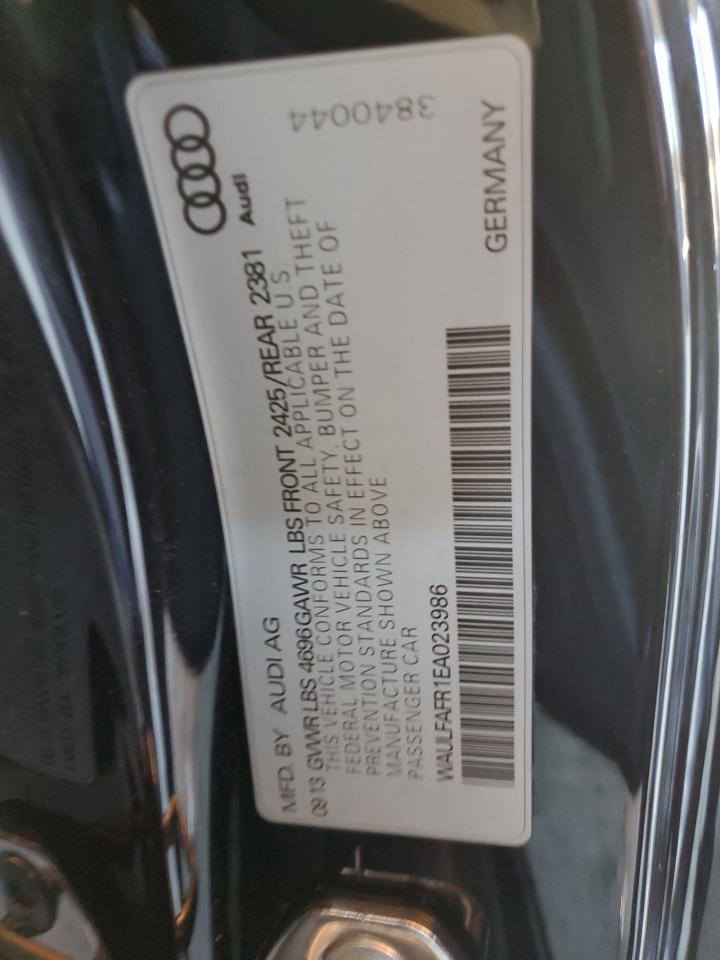 Audi
3840044
MFD. BY AUDI AG
09 13 GVWR LBS 4696 GAWR LBS FRONT 2425/REAR 2381
THIS VEHICLE CONFORMS TO ALL APPLICABLE U S
FEDERAL MOTOR VEHICLE SAFETY, BUMPER AND THEFT
PREVENTION STANDARDS IN EFFECT ON THE DATE OF
MANUFACTURE SHOWN ABOVE
PASSENGER CAR
WAULFAFR1EA023986
GERMANY